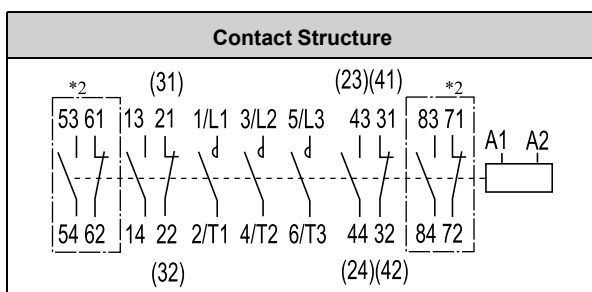 Contact Structure
*2 (31) (23)(41) *2
53 61 13 21 1/L1 3/L2 5/L3 43 31 83 71 A1 A2
54 62 14 22 2/T1 4/T2 6/T3 44 32 84 72
(32) (24)(42)